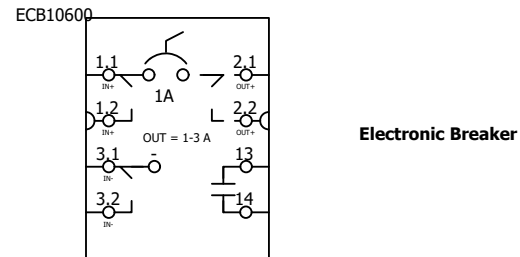 ECB10600
1.1 2.1
IN+ OUT+
1A
1.2 2.2
IN+ OUT+
OUT = 1-3 A
Electronic Breaker
3.1 - 13
IN-
3.2 14
IN-